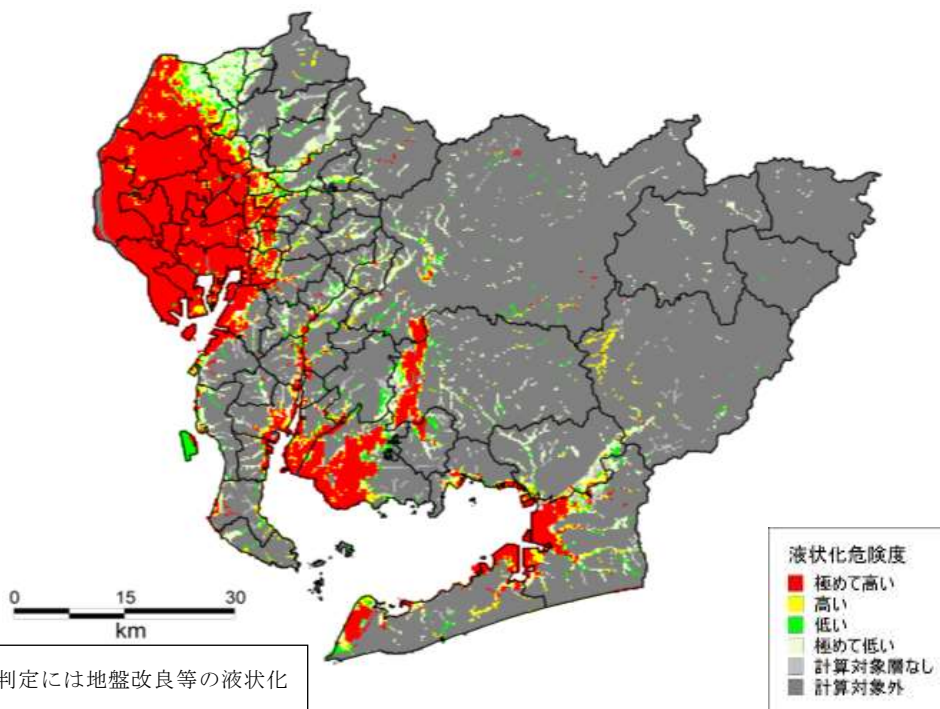 0 15 30
km
判定には地盤改良等の液状化
液状化危険度
極めて高い
高い
低い
極めて低い
計算対象層なし
計算対象外